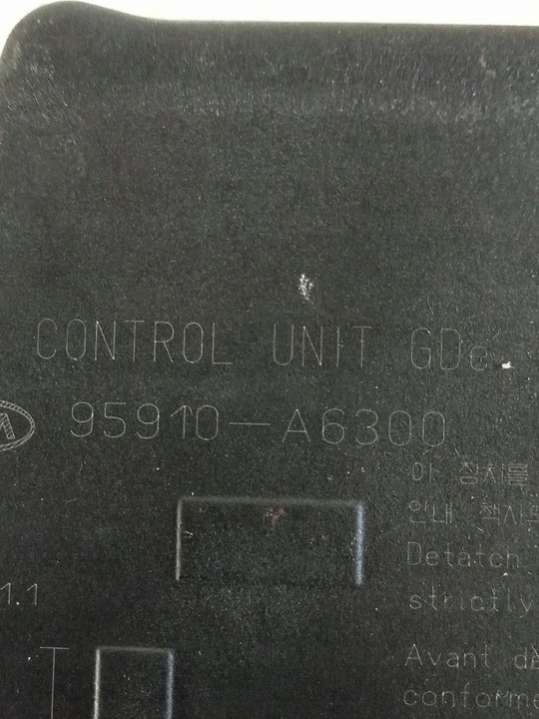 CONTROL UNIT GDe
95910-A6300
이 장치를
안내 책자
Detatch
1.1
strictly
Avant de
conforme